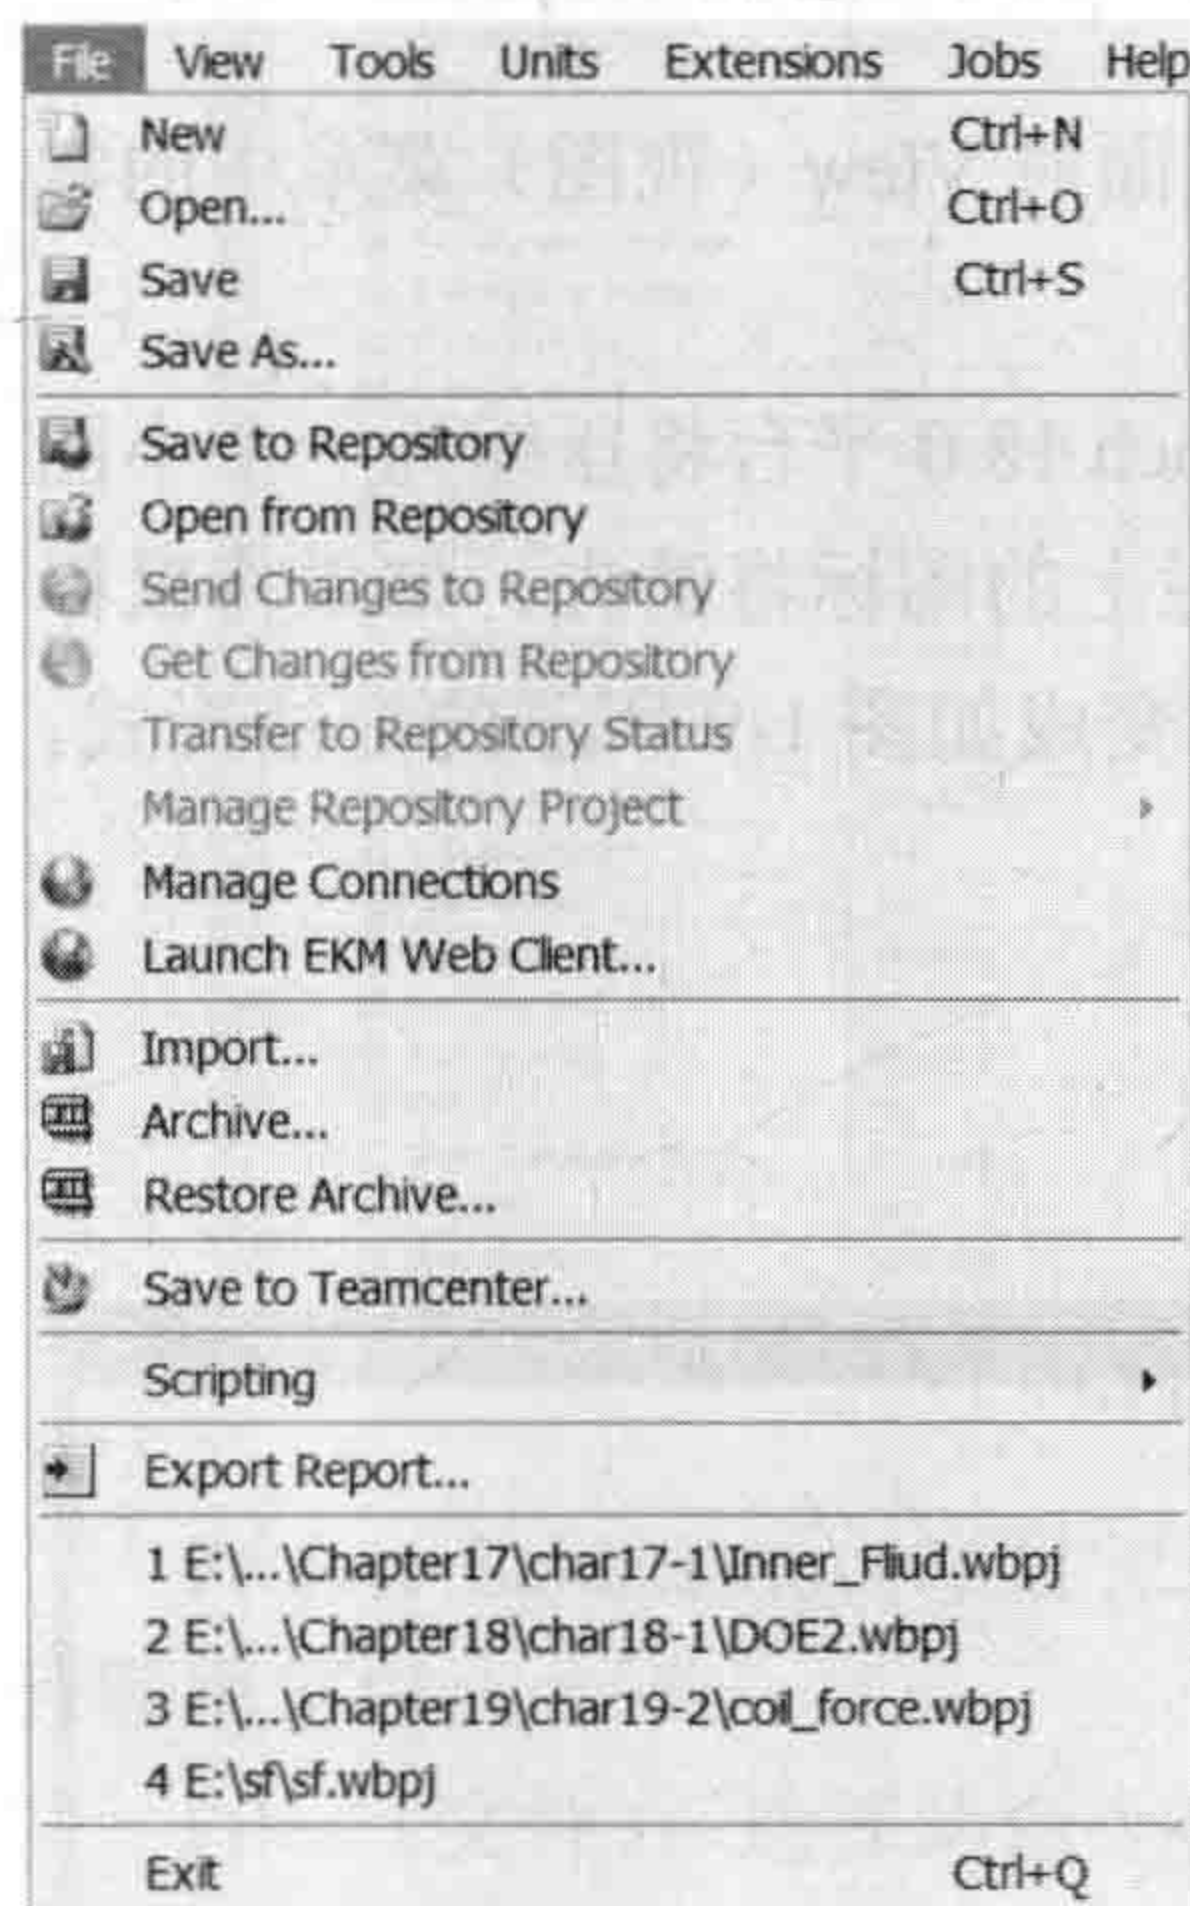 File View Tools Units Extensions Jobs Help
New Ctrl+N
Open... Ctrl+O
Save Ctrl+S
Save As...
Save to Repository
Open from Repository
Send Changes to Repository
Get Changes from Repository
Transfer to Repository Status
Manage Repository Project
Manage Connections
Launch EKM Web Client...
Import...
Archive...
Restore Archive...
Save to Teamcenter...
Scripting
Export Report...
1 E:\...\Chapter17\char17-1\Inner_Fliud.wbpj
2 E:\...\Chapter18\char18-1\DOE2.wbpj
3 E:\...\Chapter19\char19-2\coil_force.wbpj
4 E:\sf\sf.wbpj
Exit Ctrl+Q